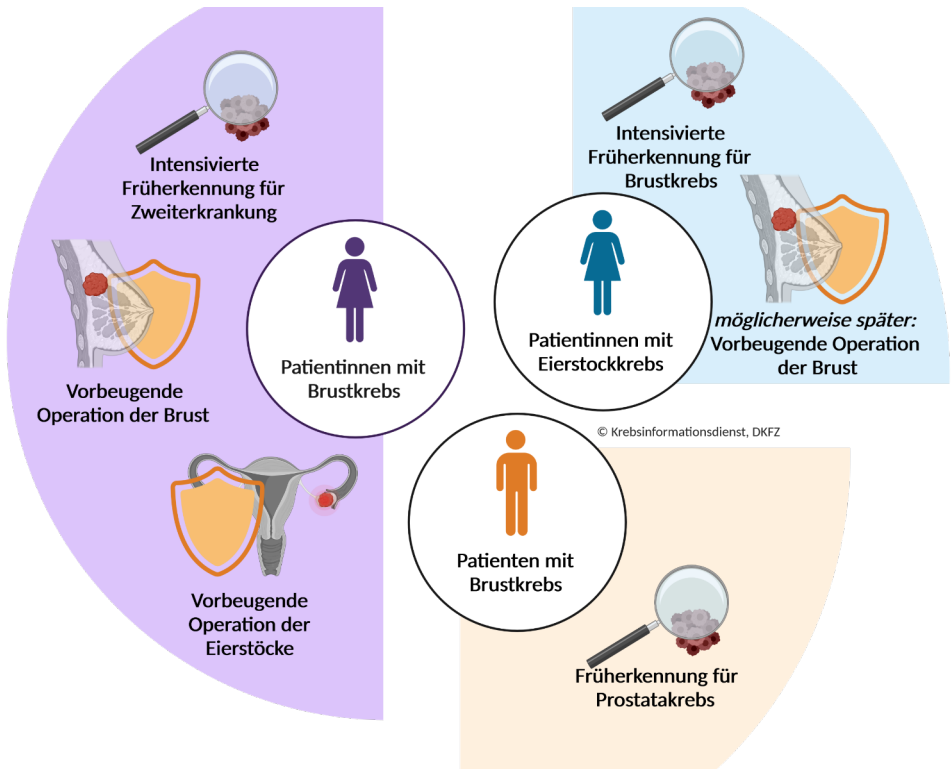 Intensivierte
Früherkennung für
Zweiterkrankung
Patientinnen mit
Brustkrebs
Vorbeugende
Operation der Brust
Vorbeugende
Operation der
Eierstöcke
Intensivierte
Früherkennung für
Brustkrebs
Patientinnen mit
Eierstockkrebs
möglicherweise später:
Vorbeugende Operation
der Brust
© Krebsinformationsdienst, DKFZ
Patienten mit
Brustkrebs
Früherkennung für
Prostatakrebs